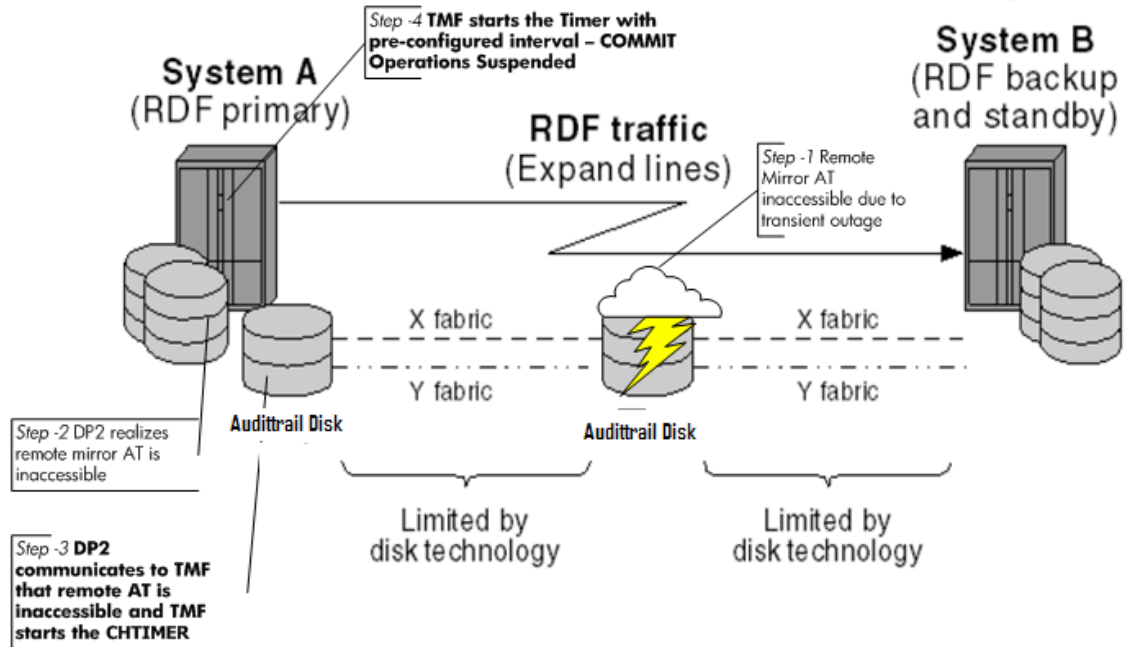 Step -4 TMF starts the Timer with
pre-configured interval – COMMIT
Operations Suspended
System A
(RDF primary)
System B
(RDF backup
and standby)
RDF traffic
(Expand lines)
Step -1 Remote
Mirror AT
inaccessible due to
transient outage
X fabric
X fabric
Y fabric
Y fabric
Audittrail Disk
Audittrail Disk
Step -2 DP2 realizes
remote mirror AT is
inaccessible
Limited by
disk technology
Limited by
disk technology
Step -3 DP2
communicates to TMF
that remote AT is
inaccessible and TMF
starts the CHTIMER